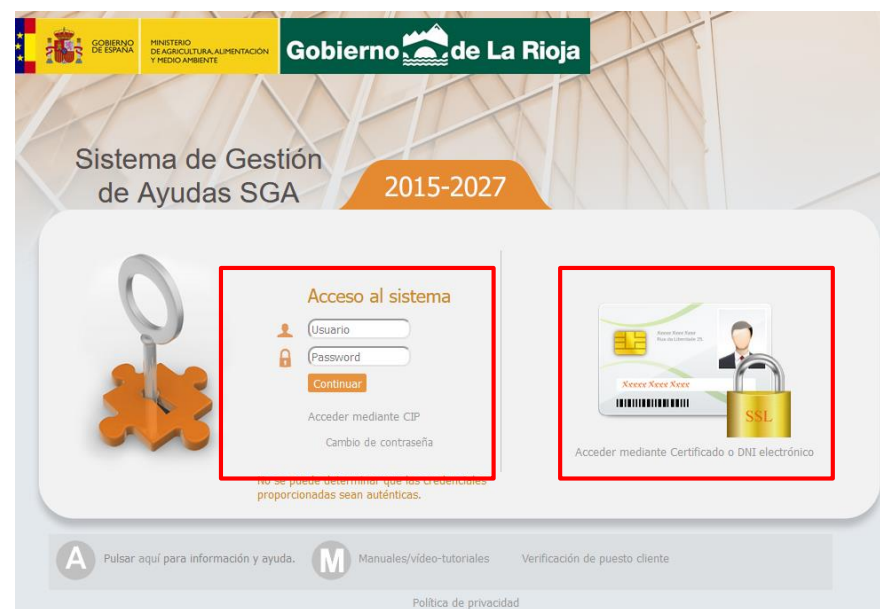 GOBIERNO
DE ESPAÑA
MINISTERIO
DE AGRICULTURA, ALIMENTACIÓN
Y MEDIO AMBIENTE
Gobierno de La Rioja
Sistema de Gestión
de Ayudas SGA
2015-2027
Acceso al sistema
Usuario
Password
Continuar
Acceder mediante CIP
Cambio de contraseña
No se puede determinar que las credenciales
proporcionadas sean auténticas.
Xxxxx Xxxx Xxxx
SSL
Acceder mediante Certificado o DNI electrónico
A
Pulsar aquí para información y ayuda.
M
Manuales/vídeo-tutoriales
Verificación de puesto cliente
Política de privacidad